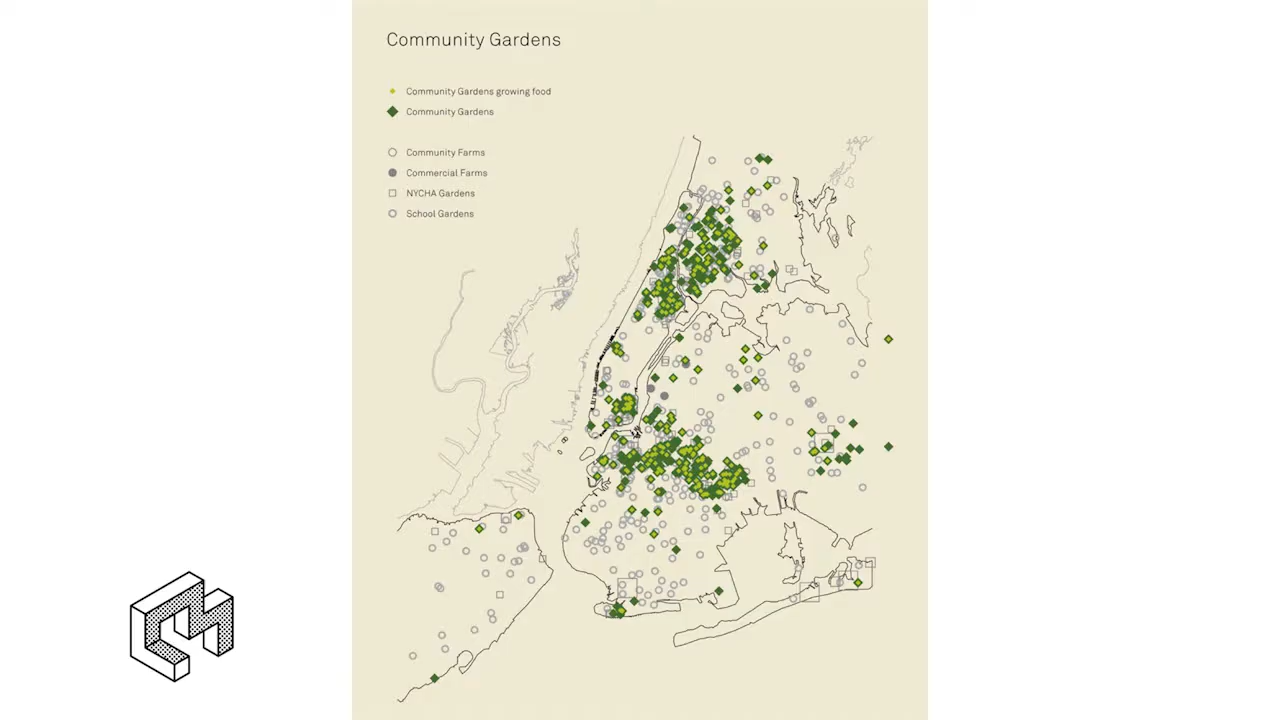 Community Gardens
Community Gardens growing food
Community Gardens
Community Farms
Commercial Farms
NYCHA Gardens
School Gardens